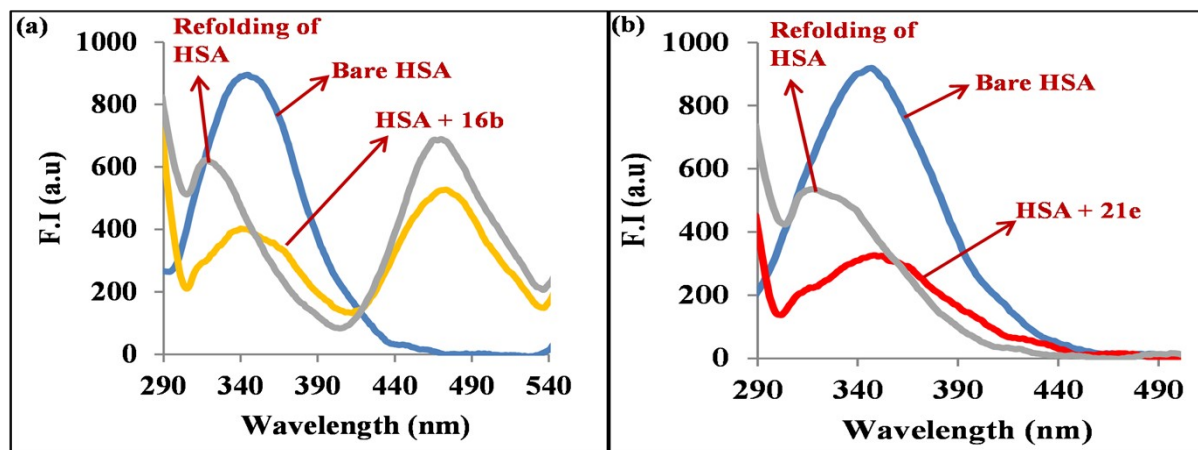 (a)
Refolding of
HSA
Bare HSA
HSA + 16b
F.I (a.u)
1000
800
600
400
200
0
290 340 390 440 490 540
Wavelength (nm)
(b)
Refolding of
HSA
Bare HSA
HSA + 21e
F.I (a.u)
1000
800
600
400
200
0
290 340 390 440 490
Wavelength (nm)